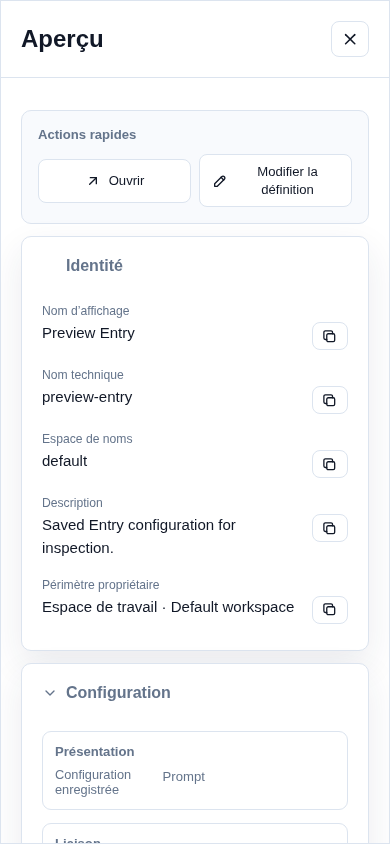 Aperçu
Actions rapides
Ouvrir
Modifier la
définition
Identité
Nom d’affichage
Preview Entry
Nom technique
preview-entry
Espace de noms
default
Description
Saved Entry configuration for
inspection.
Périmètre propriétaire
Espace de travail · Default workspace
Configuration
Présentation
Configuration
enregistrée
Prompt
Liaison